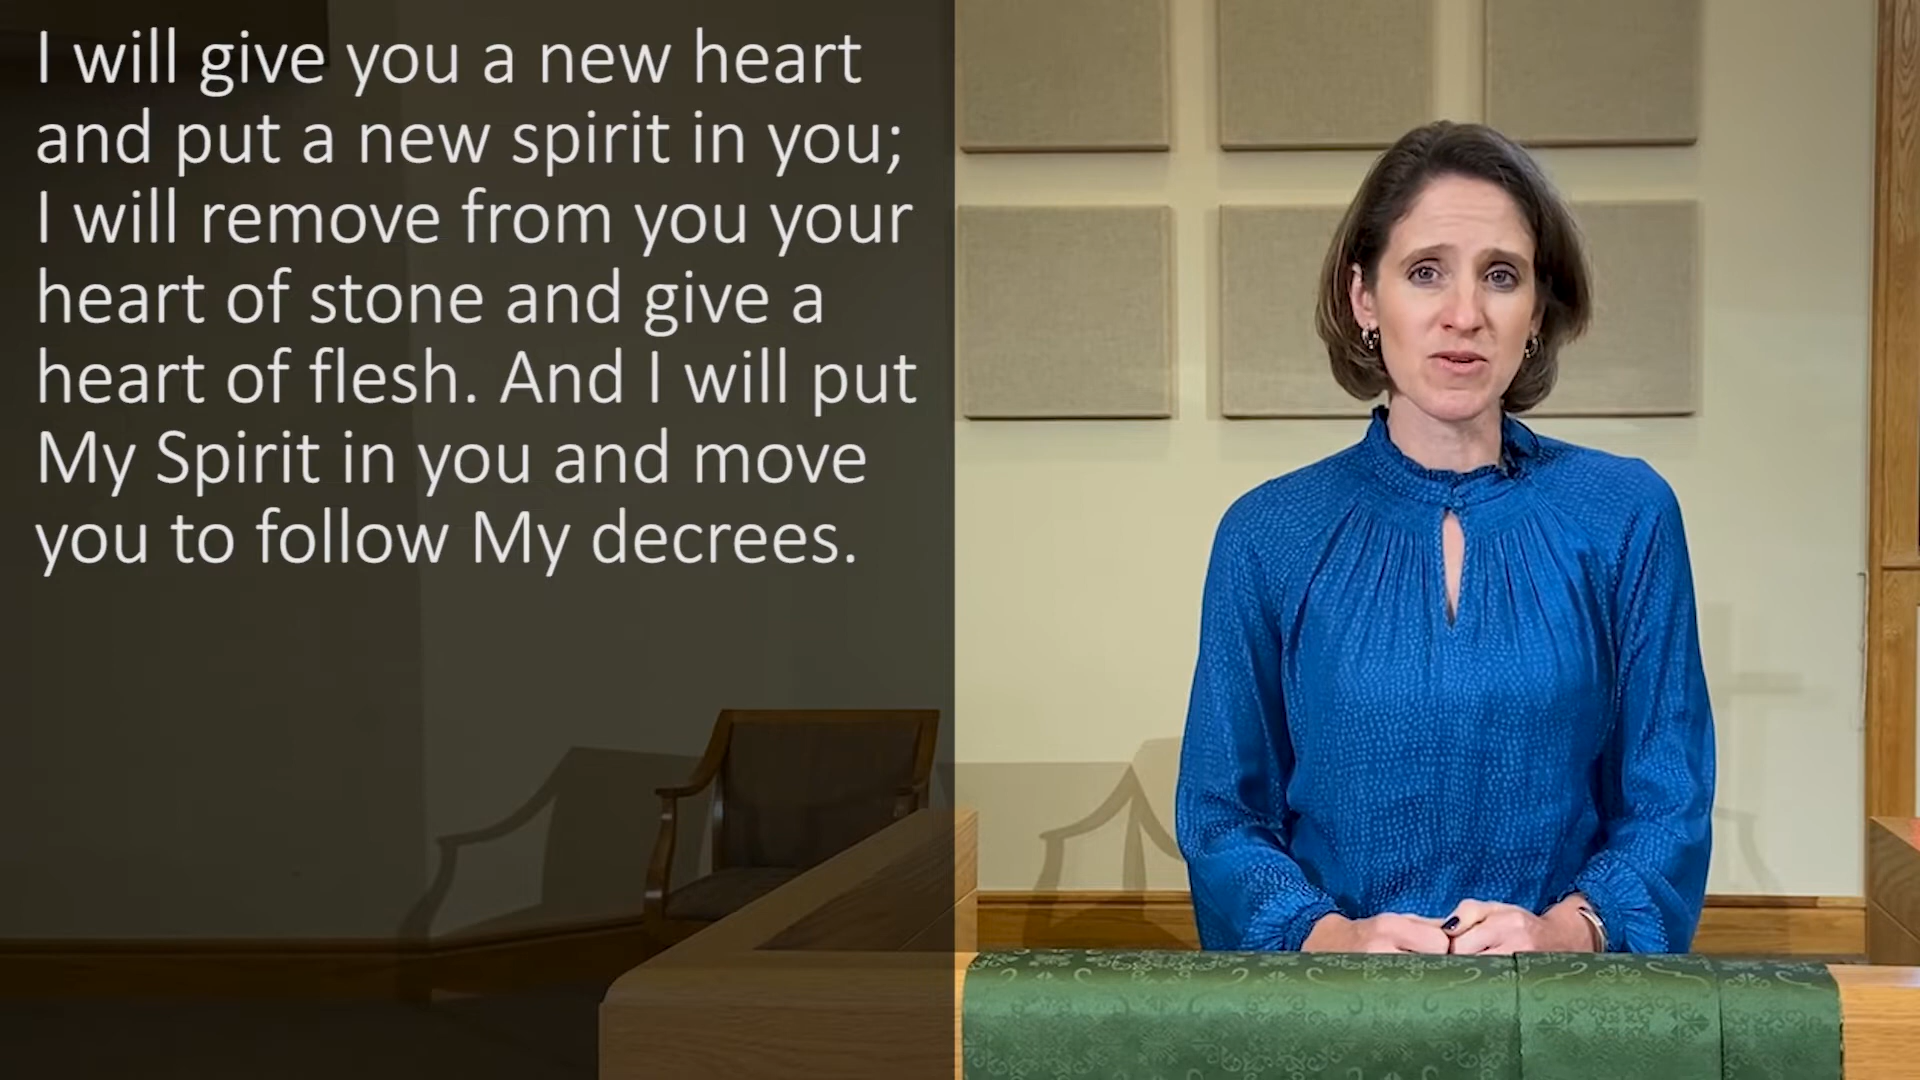 I will give you a new heart
and put a new spirit in you;
I will remove from you your
heart of stone and give a
heart of flesh. And I will put
My Spirit in you and move
you to follow My decrees.